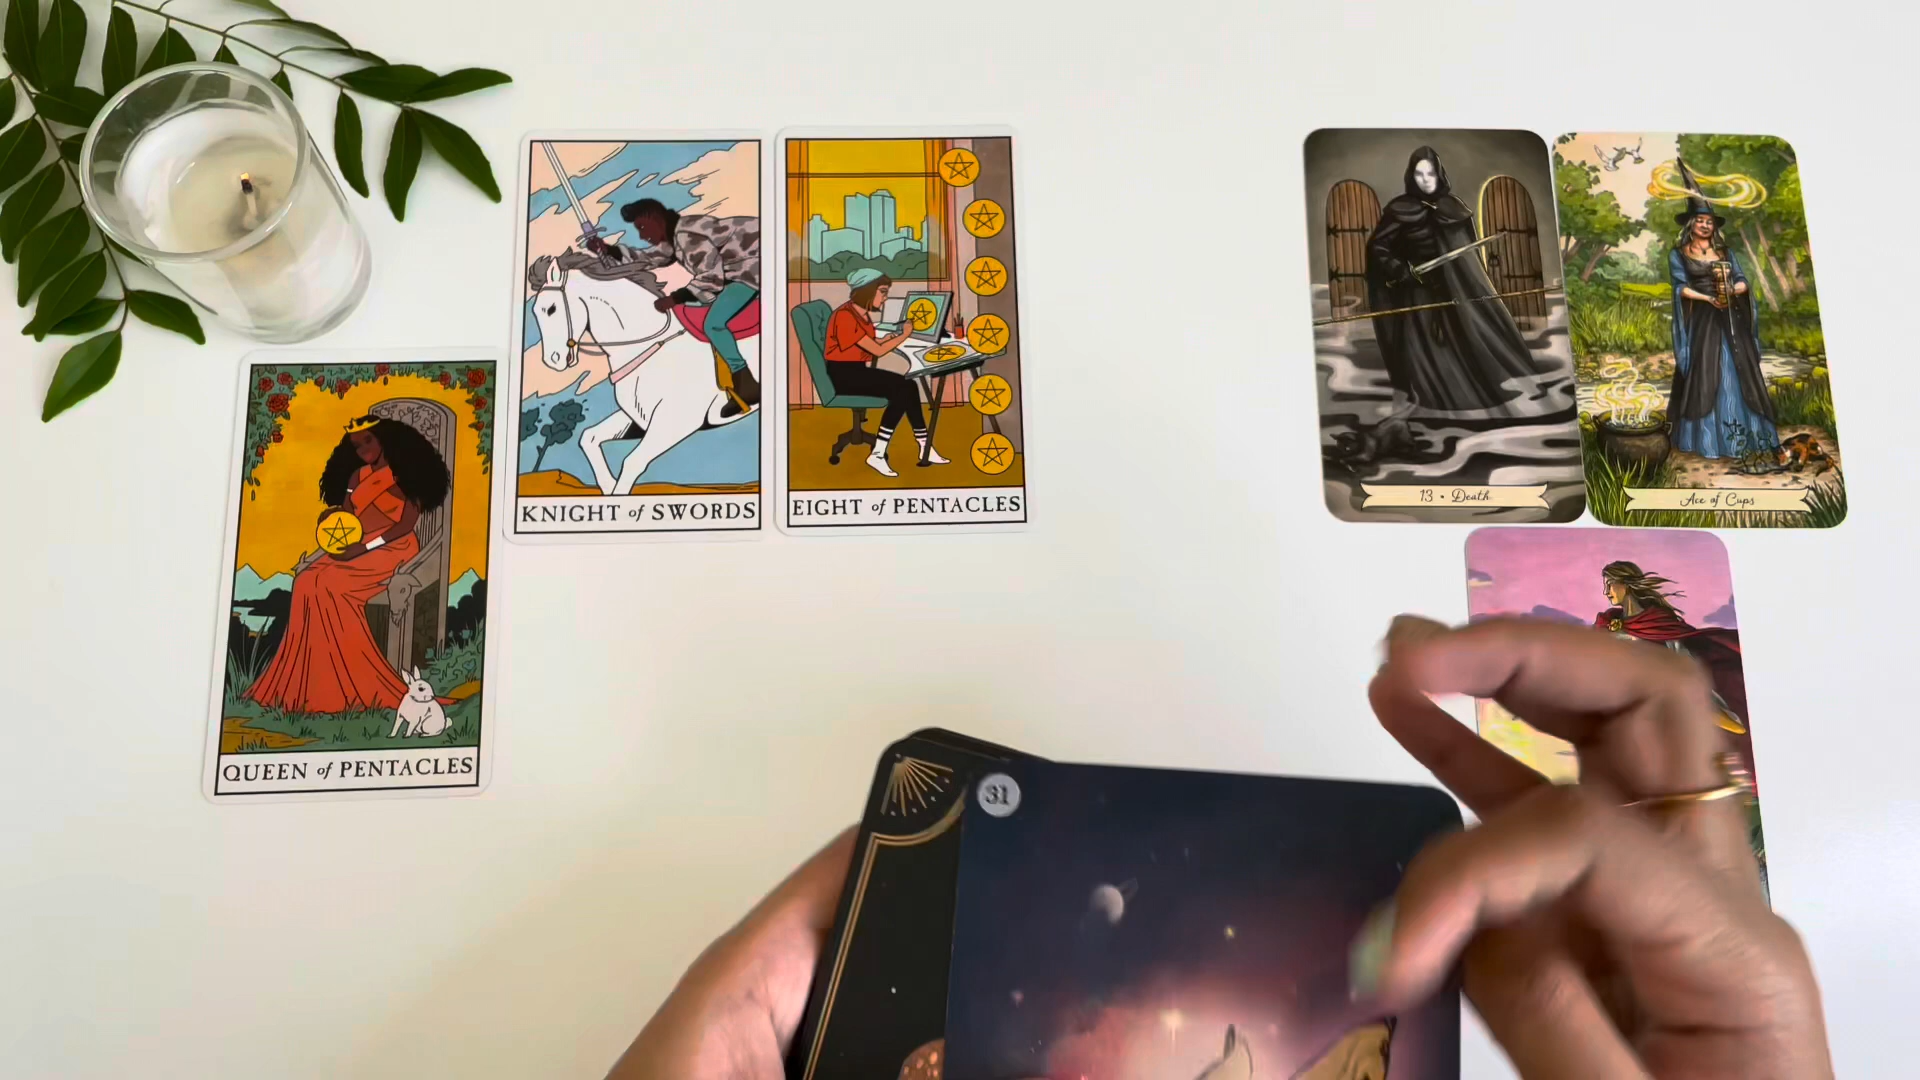 KNIGHT of SWORDS
EIGHT of PENTACLES
13 • Death
Ace of Cups
QUEEN of PENTACLES
31